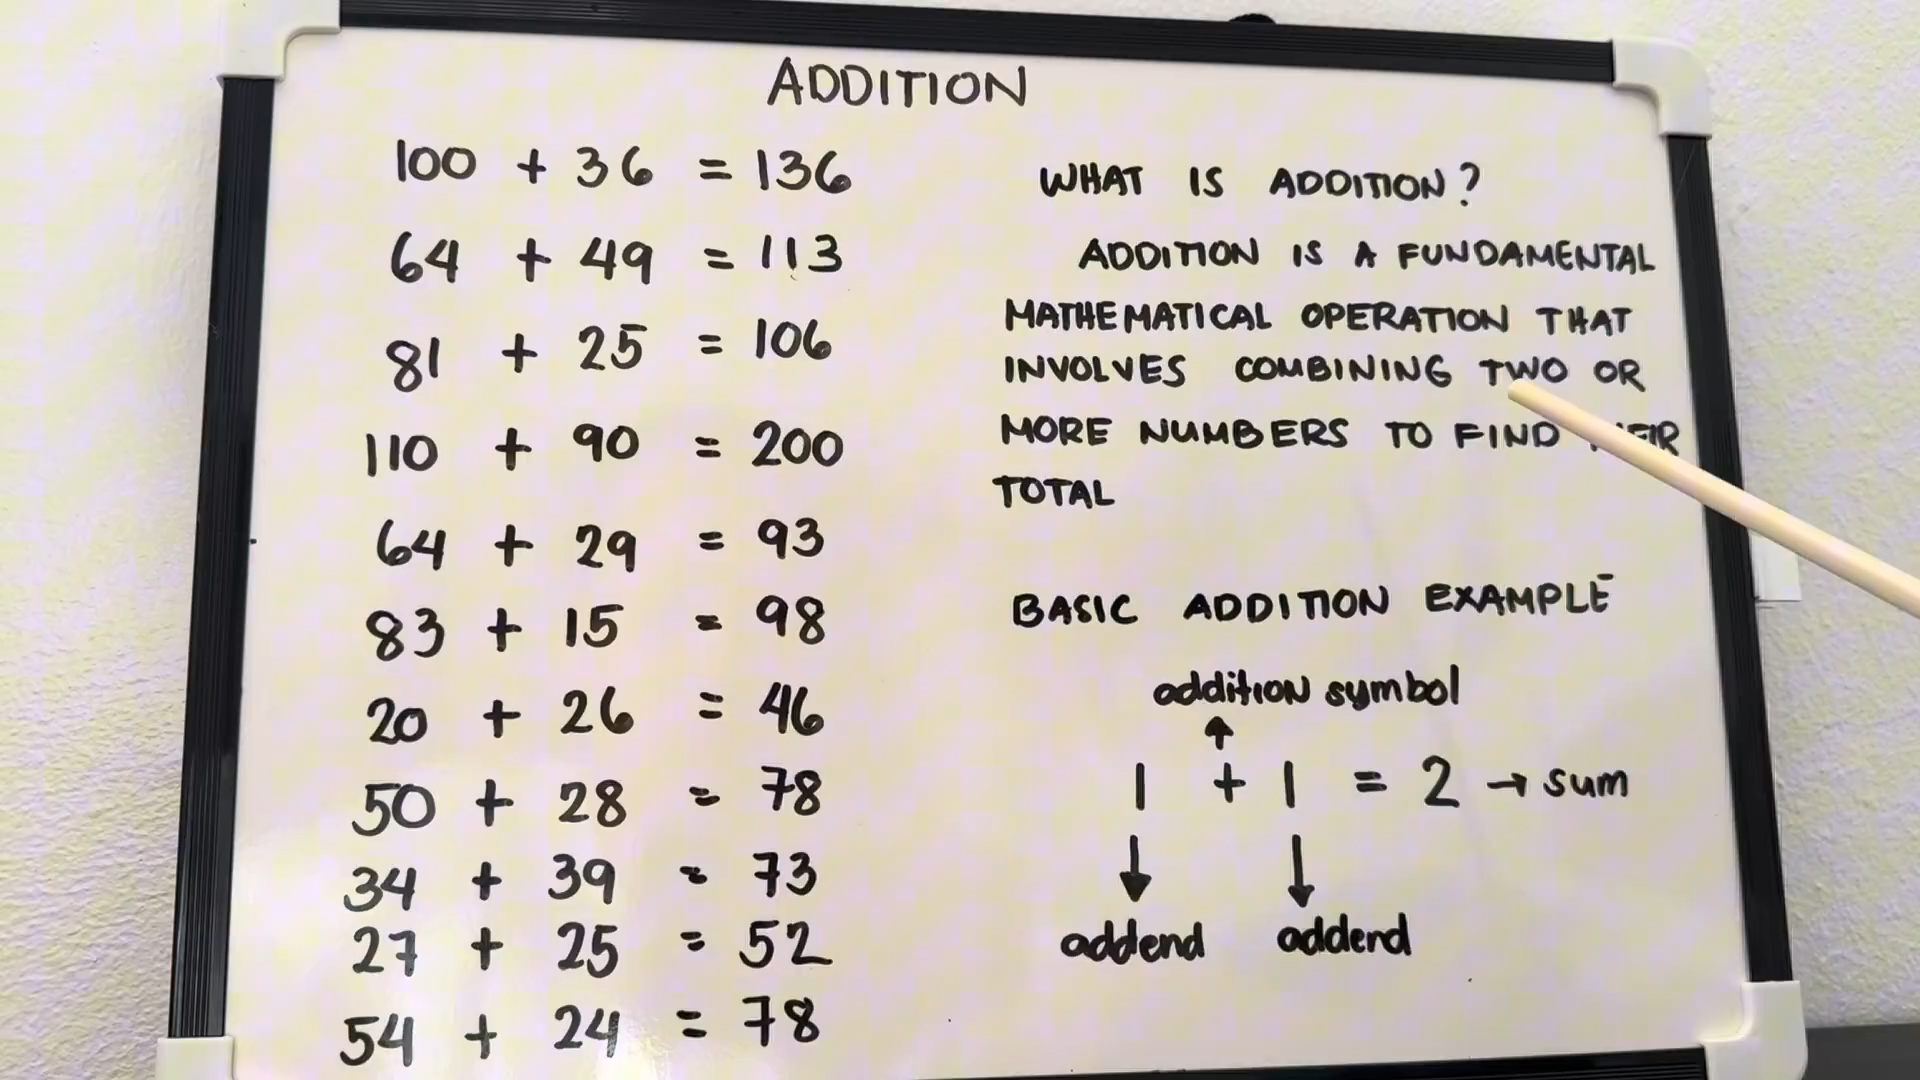 ADDITION
100 + 36 = 136
64 + 49 = 113
81 + 25 = 106
110 + 90 = 200
64 + 29 = 93
83 + 15 = 98
20 + 26 = 46
50 + 28 = 78
34 + 39 = 73
27 + 25 = 52
54 + 24 = 78
WHAT IS ADDITION?
ADDITION IS A FUNDAMENTAL
MATHEMATICAL OPERATION THAT
INVOLVES COMBINING TWO OR
MORE NUMBERS TO FIND
TOTAL
BASIC ADDITION EXAMPLE
addition symbol
1 + 1 = 2 → sum
addend addend